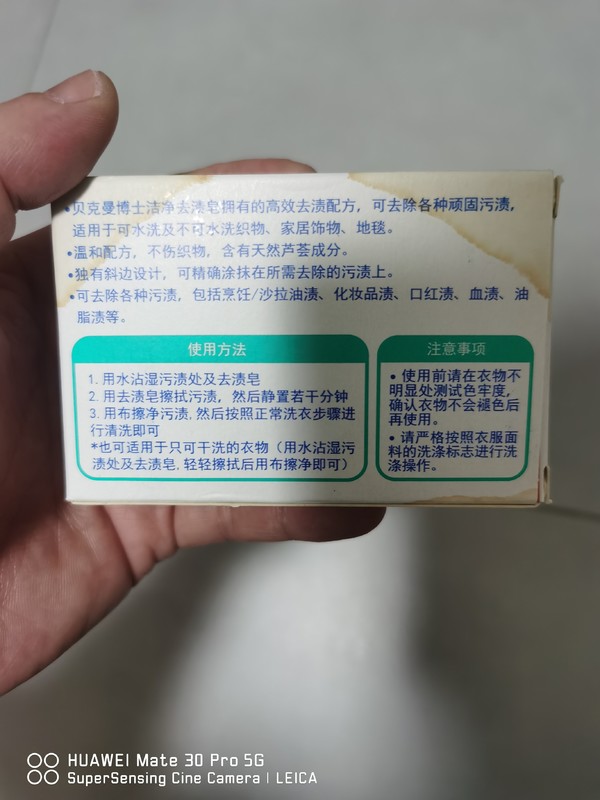 •贝克曼博士洁净去渍皂拥有的高效去渍配方，可去除各种顽固污渍，
适用于可水洗及不可水洗织物、家居饰物、地毯。
•温和配方，不伤织物，含有天然芦荟成分。
•独有斜边设计，可精确涂抹在所需去除的污渍上。
•可去除各种污渍，包括烹饪/沙拉油渍、化妆品渍、口红渍、血渍、油
脂渍等。
使用方法
1. 用水沾湿污渍处及去渍皂
2. 用去渍皂擦拭污渍，然后静置若干分钟
3. 用布擦净污渍,然后按照正常洗衣步骤进
行清洗即可
*也可适用于只可干洗的衣物（用水沾湿污
渍处及去渍皂,轻轻擦拭后用布擦净即可）
注意事项
• 使用前请在衣物不
明显处测试色牢度，
确认衣物不会褪色后
再使用。
• 请严格按照衣服面
料的洗涤标志进行洗
涤操作。
HUAWEI Mate 30 Pro 5G
SuperSensing Cine Camera | LEICA